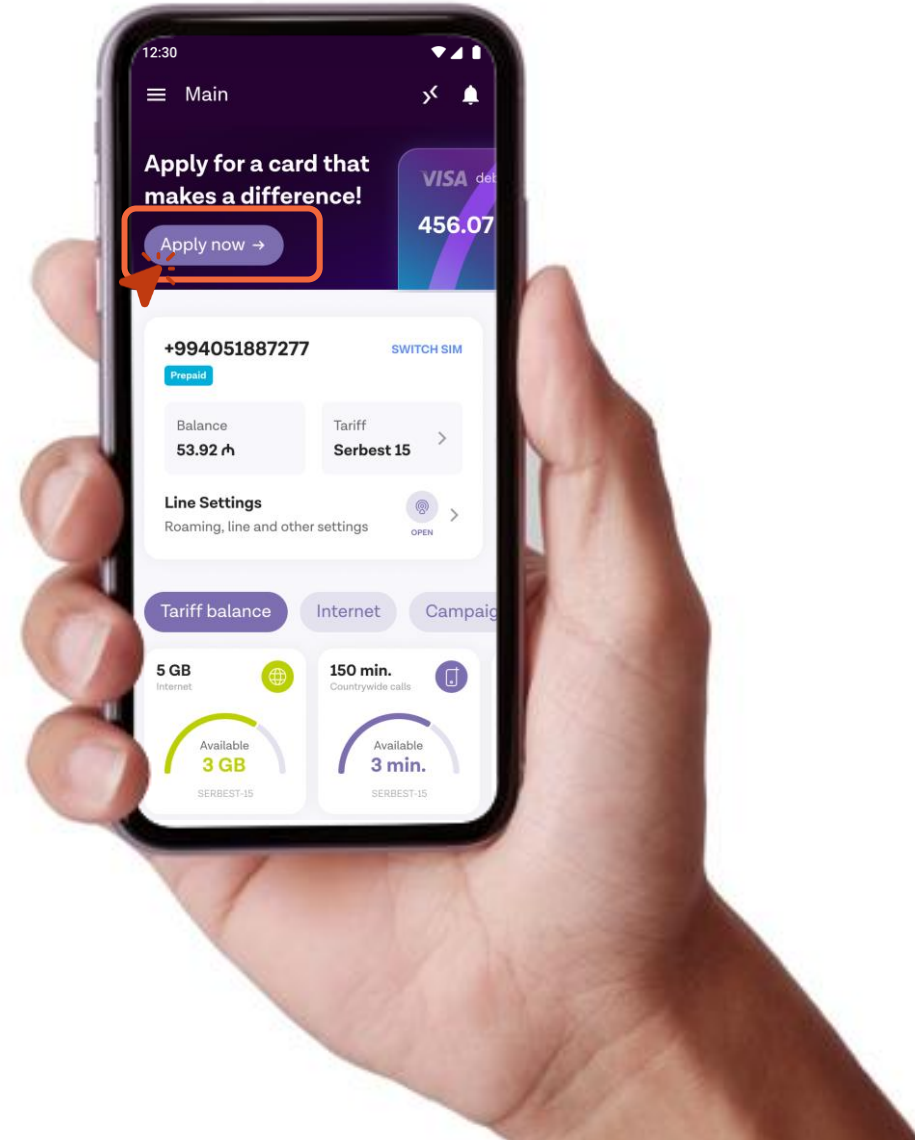 12:30
Main
Apply for a card that
makes a difference!
Apply now →
VISA
456.07
+994051887277
SWITCH SIM
Prepaid
Balance
53.92 ₼
Tariff
Serbest 15
Line Settings
Roaming, line and other settings
OPEN
Tariff balance
Internet
5 GB
Internet
Available
3 GB
SERBEST-15
150 min.
Countrywide calls
Available
3 min.
SERBEST-15